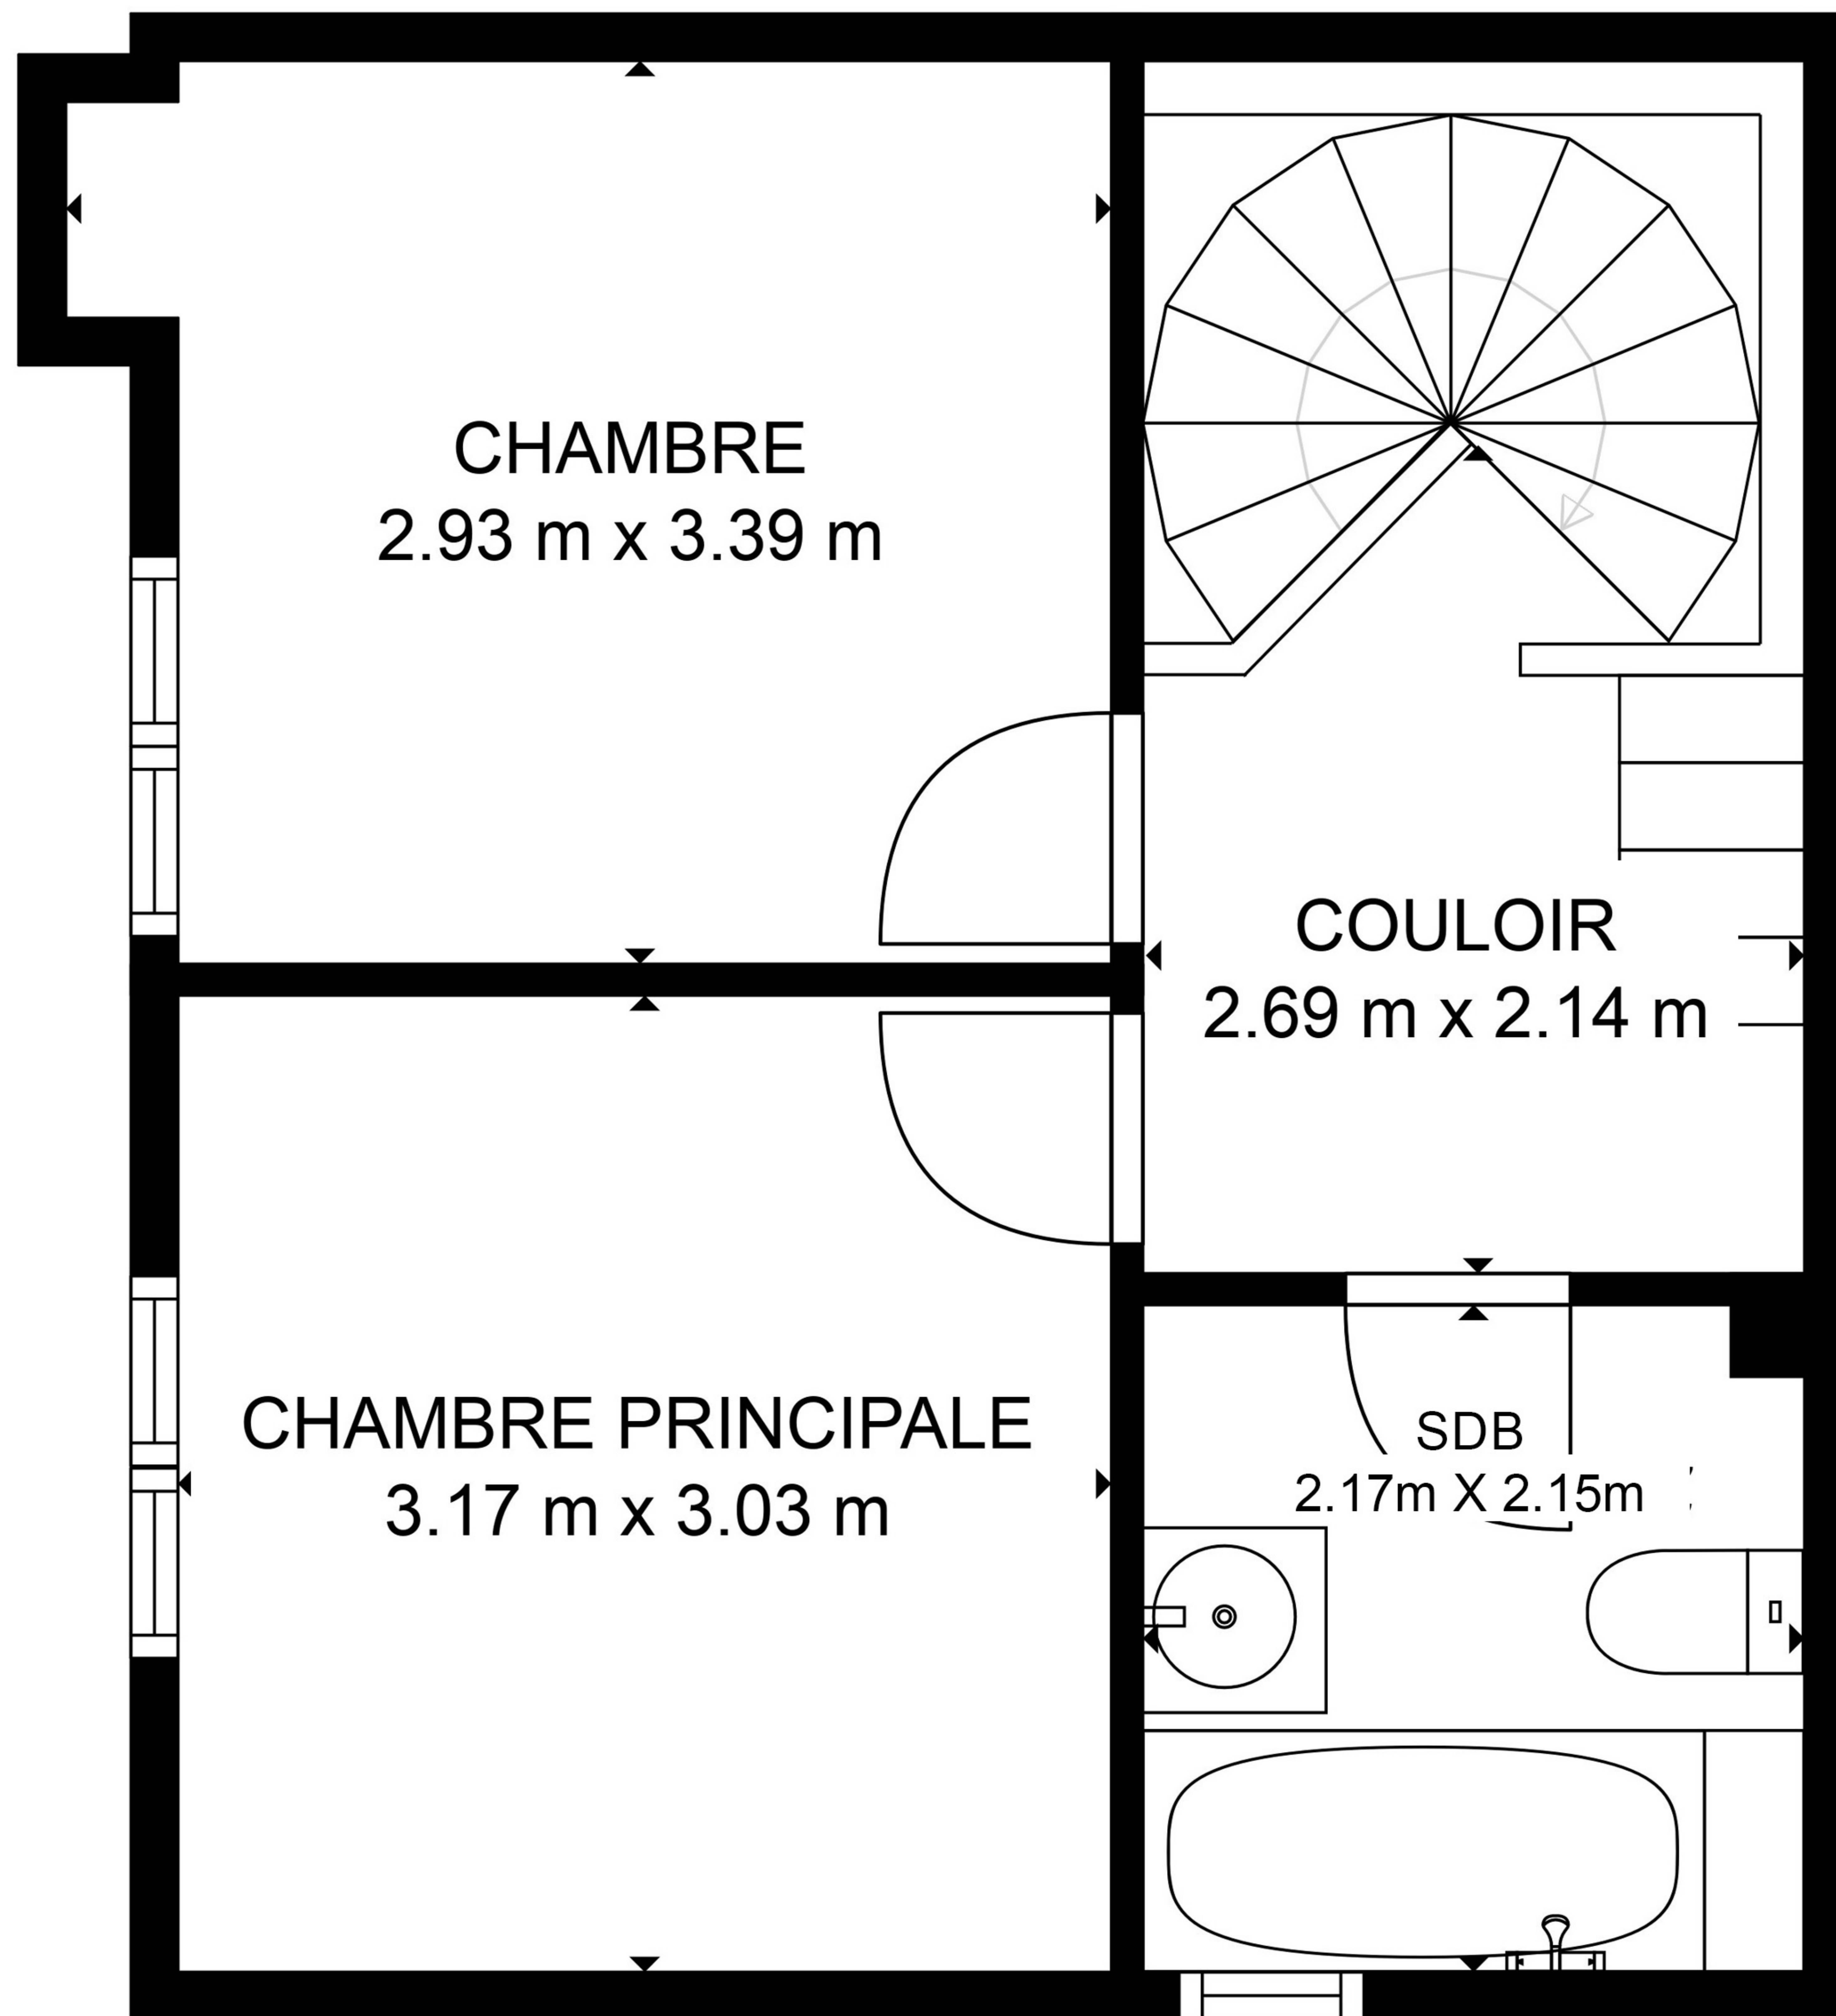 CHAMBRE
2.93 m x 3.39 m
COULOIR
2.69 m x 2.14 m
CHAMBRE PRINCIPALE
3.17 m x 3.03 m
SDB
2.17m X 2.15m